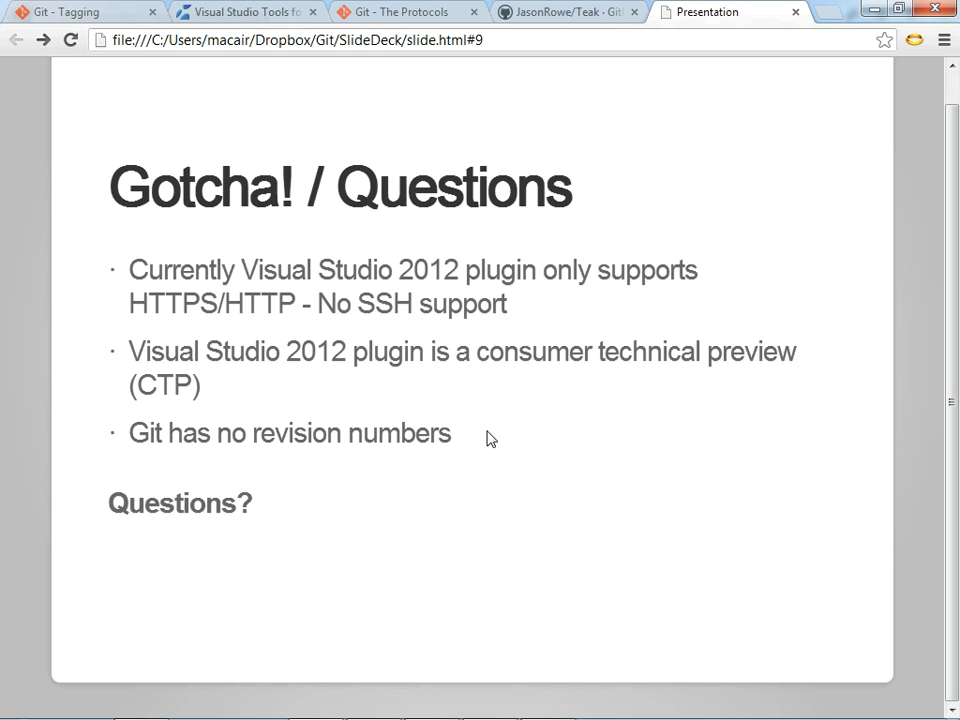 Git - Tagging
Visual Studio Tools fo
Git - The Protocols
JasonRowe/Teak · Git
Presentation
file:///C:/Users/macair/Dropbox/Git/SlideDeck/slide.html#9
Gotcha! / Questions
· Currently Visual Studio 2012 plugin only supports
HTTPS/HTTP - No SSH support
· Visual Studio 2012 plugin is a consumer technical preview
(CTP)
· Git has no revision numbers
Questions?